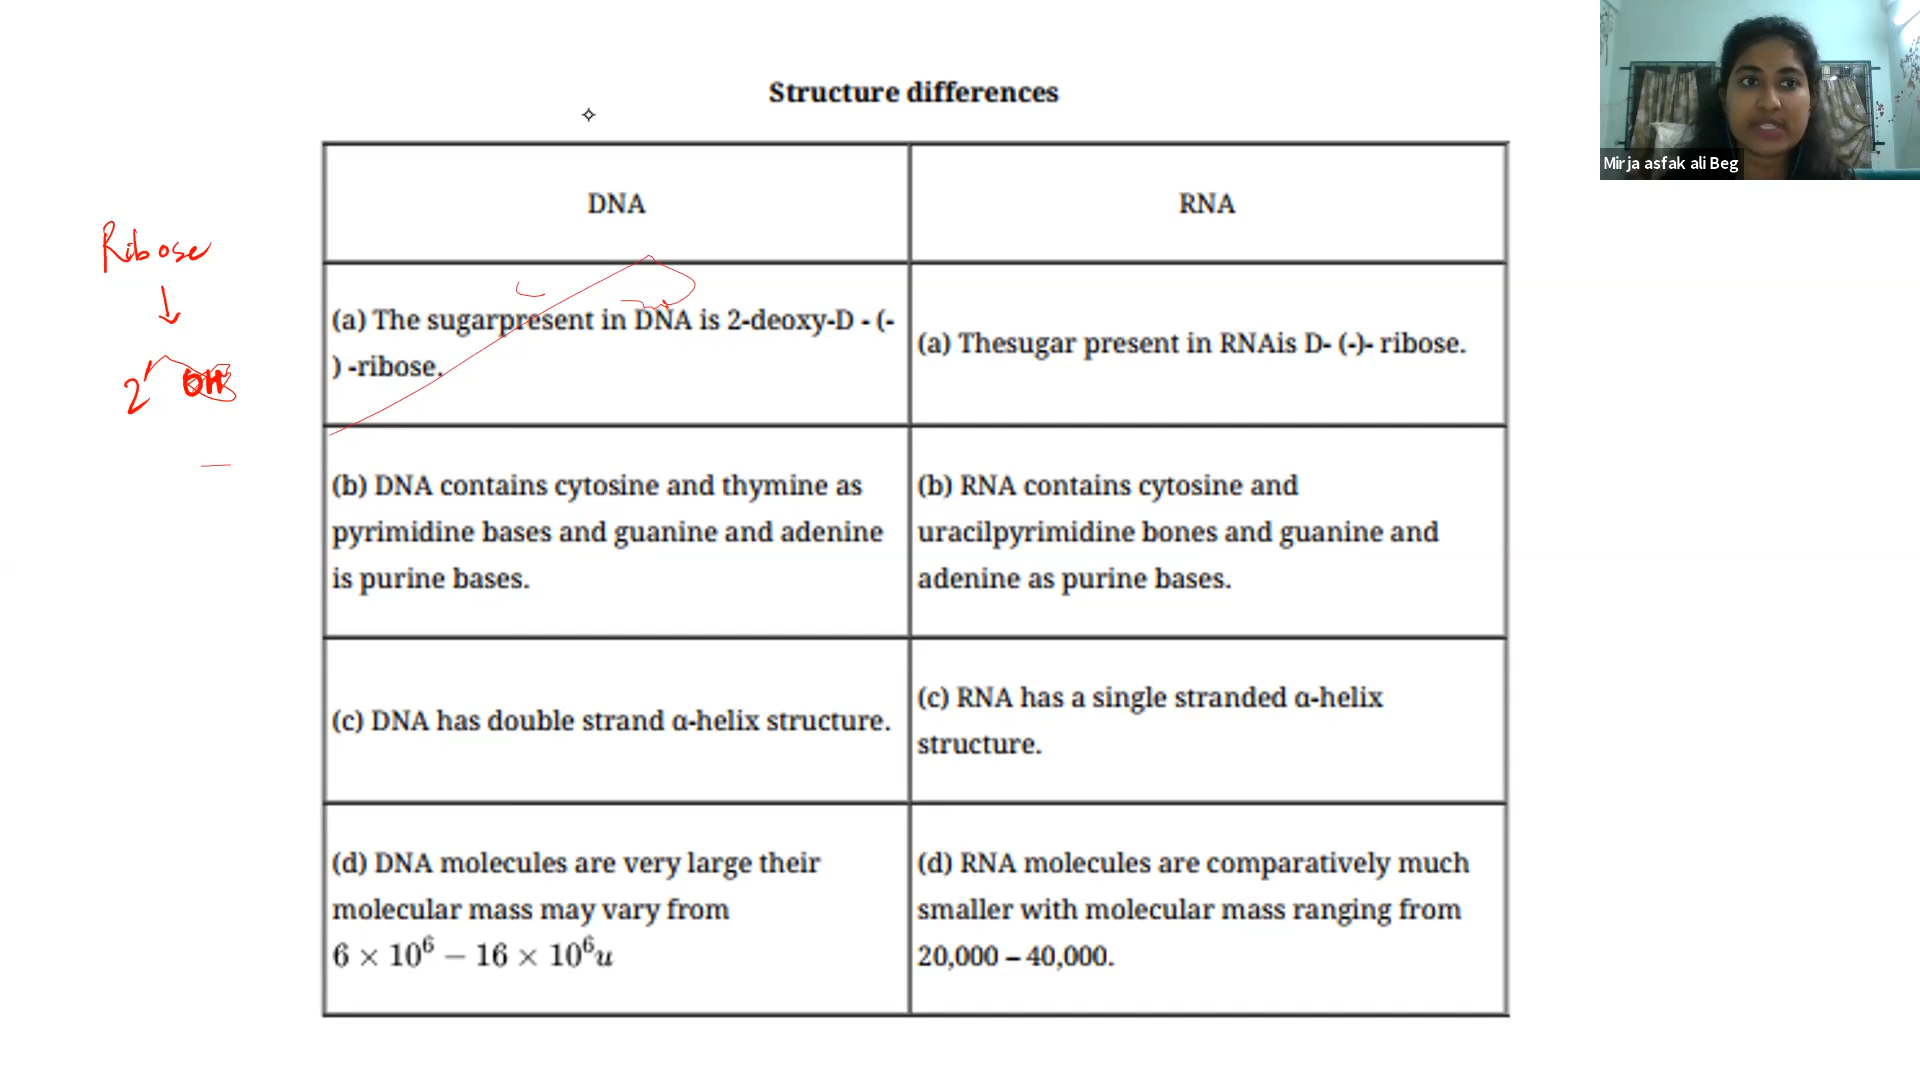 Structure differences
DNA
RNA
Ribose
↓
2' OH
(a) The sugarpresent in DNA is 2-deoxy-D - (-
) -ribose.
(a) Thesugar present in RNAis D- (-)- ribose.
(b) DNA contains cytosine and thymine as
pyrimidine bases and guanine and adenine
is purine bases.
(b) RNA contains cytosine and
uracilpyrimidine bones and guanine and
adenine as purine bases.
(c) DNA has double strand α-helix structure.
(c) RNA has a single stranded α-helix
structure.
(d) DNA molecules are very large their
molecular mass may vary from
6 × 10⁶ – 16 × 10⁶u
(d) RNA molecules are comparatively much
smaller with molecular mass ranging from
20,000 – 40,000.
Mirja asfak ali Beg